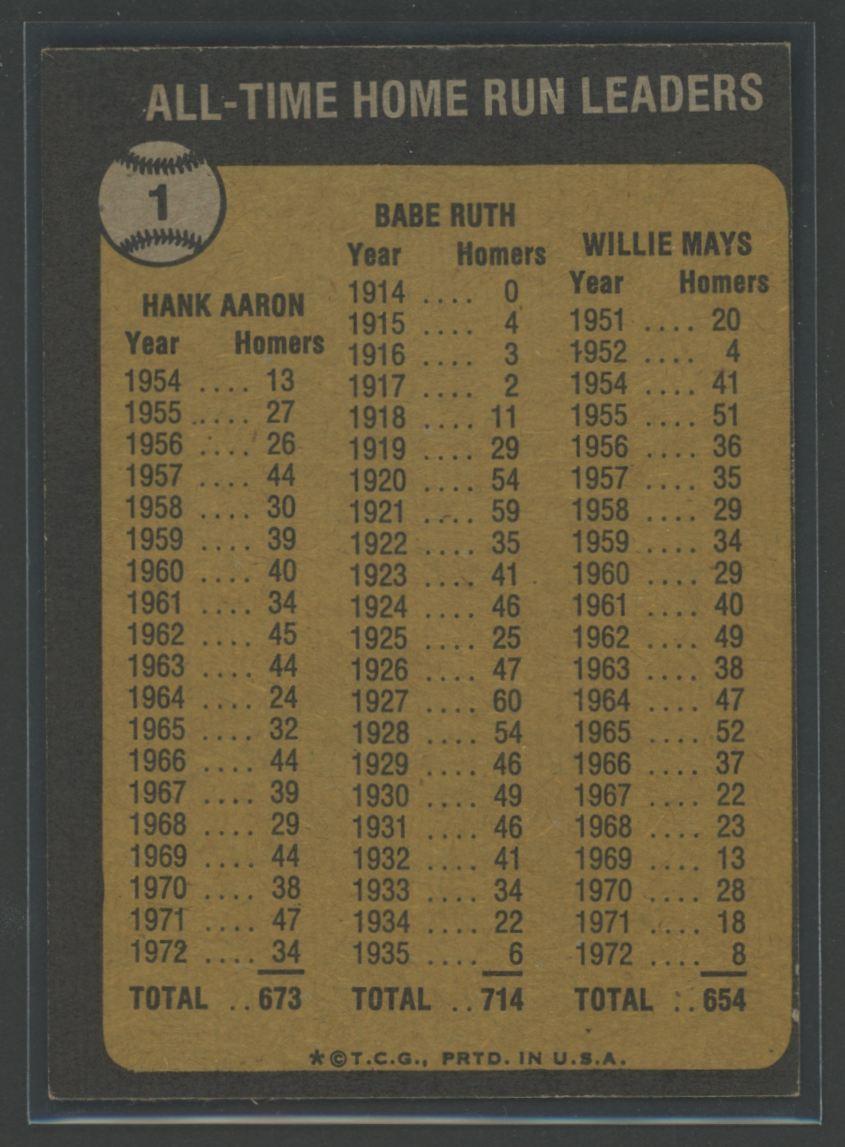 ALL-TIME HOME RUN LEADERS
1
HANK AARON
Year Homers
1954 .... 13
1955 .... 27
1956 .... 26
1957 .... 44
1958 .... 30
1959 .... 39
1960 .... 40
1961 .... 34
1962 .... 45
1963 .... 44
1964 .... 24
1965 .... 32
1966 .... 44
1967 .... 39
1968 .... 29
1969 .... 44
1970 .... 38
1971 .... 47
1972 .... 34
TOTAL .. 673
BABE RUTH
Year Homers
1914 .... 0
1915 .... 4
1916 .... 3
1917 .... 2
1918 .... 11
1919 .... 29
1920 .... 54
1921 .... 59
1922 .... 35
1923 .... 41
1924 .... 46
1925 .... 25
1926 .... 47
1927 .... 60
1928 .... 54
1929 .... 46
1930 .... 49
1931 .... 46
1932 .... 41
1933 .... 34
1934 .... 22
1935 .... 6
TOTAL .. 714
WILLIE MAYS
Year Homers
1951 .... 20
1952 .... 4
1954 .... 41
1955 .... 51
1956 .... 36
1957 .... 35
1958 .... 29
1959 .... 34
1960 .... 29
1961 .... 40
1962 .... 49
1963 .... 38
1964 .... 47
1965 .... 52
1966 .... 37
1967 .... 22
1968 .... 23
1969 .... 13
1970 .... 28
1971 .... 18
1972 .... 8
TOTAL .. 654
*©T.C.G., PRTD. IN U.S.A.